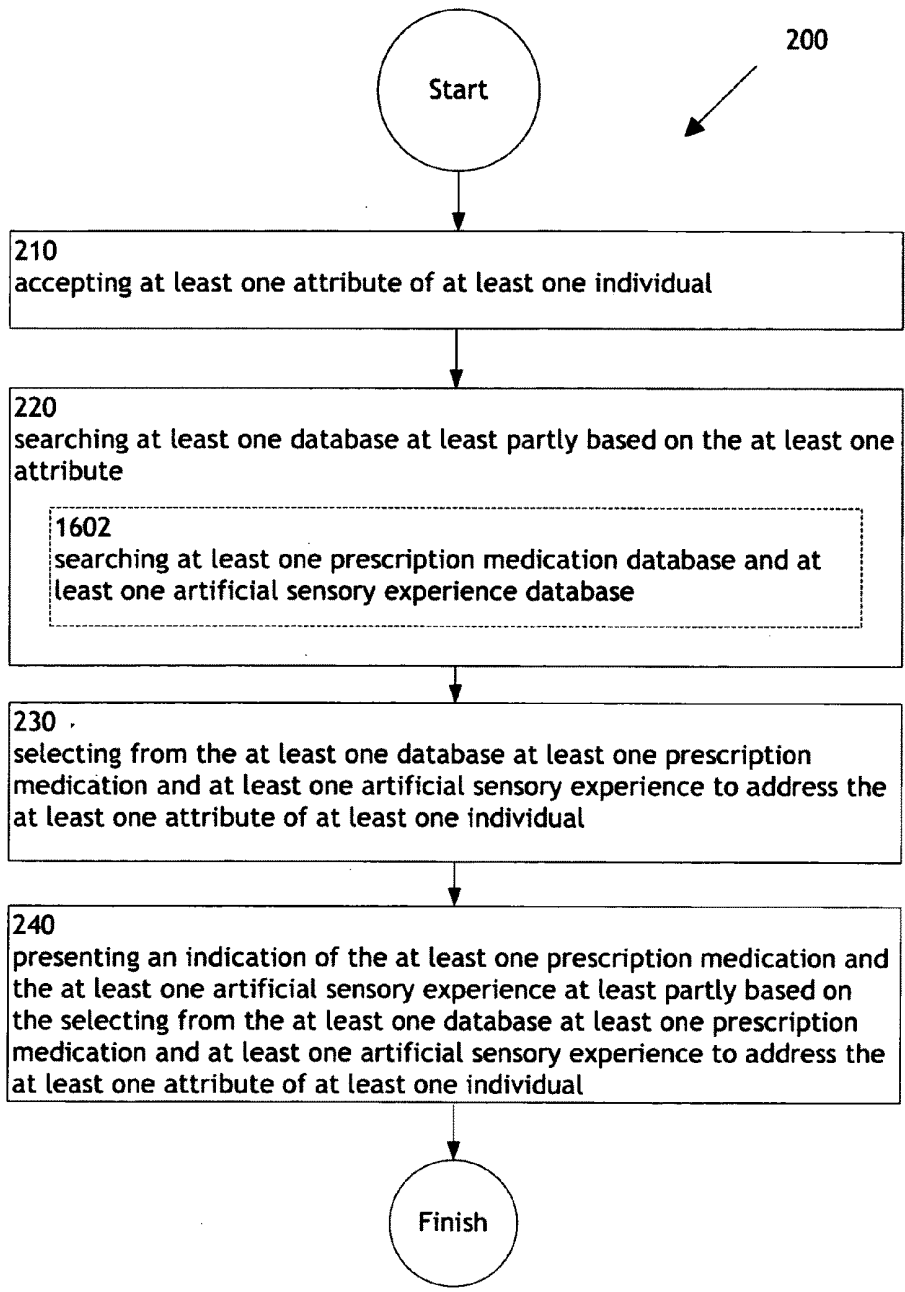 200
Start
210
accepting at least one attribute of at least one individual
220
searching at least one database at least partly based on the at least one
attribute
1602
searching at least one prescription medication database and at
least one artificial sensory experience database
230
selecting from the at least one database at least one prescription
medication and at least one artificial sensory experience to address the
at least one attribute of at least one individual
240
presenting an indication of the at least one prescription medication and
the at least one artificial sensory experience at least partly based on
the selecting from the at least one database at least one prescription
medication and at least one artificial sensory experience to address the
at least one attribute of at least one individual
Finish